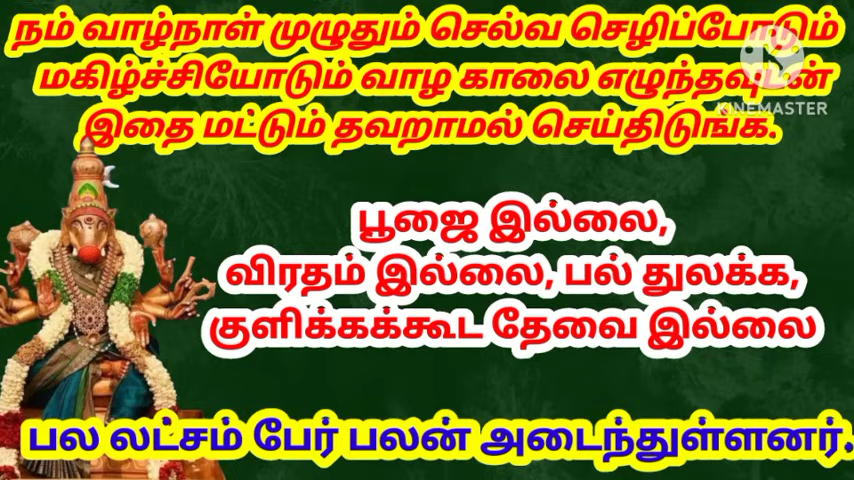 நம் வாழ்நாள் முழுதும் செல்வ செழிப்போடும்
மகிழ்ச்சியோடும் வாழ காலை எழுந்தவுடன்
KINEMASTER
இதை மட்டும் தவறாமல் செய்திடுங்க.
பூஜை இல்லை,
விரதம் இல்லை, பல் துலக்க,
குளிக்கக்கூட தேவை இல்லை
பல லட்சம் பேர் பலன் அடைந்துள்ளனர்.